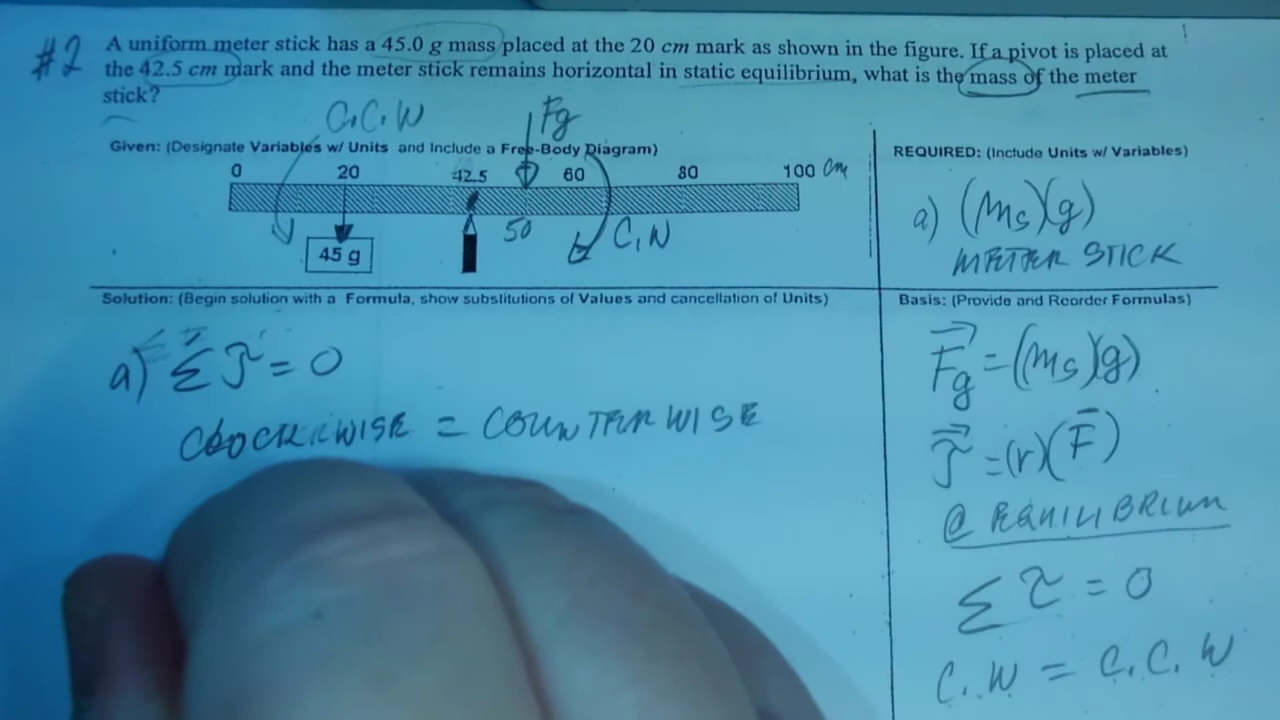 #2 A uniform meter stick has a 45.0 g mass placed at the 20 cm mark as shown in the figure. If a pivot is placed at
the 42.5 cm mark and the meter stick remains horizontal in static equilibrium, what is the mass of the meter
stick?
C.C.W Fg
Given: (Designate Variables w/ Units and Include a Free-Body Diagram)
0 20 42.5 60 80 100 cm
50 C.W
45 g
REQUIRED: (Include Units w/ Variables)
a) (ms)(g)
METER STICK
Solution: (Begin solution with a Formula, show substitutions of Values and cancellation of Units)
a) Στ = 0
CLOCKWISE = COUNTERWISE
Basis: (Provide and Reorder Formulas)
Fg = (ms)(g)
τ = (r)(F)
@ EQUILIBRIUM
Στ = 0
C.W = C.C.W